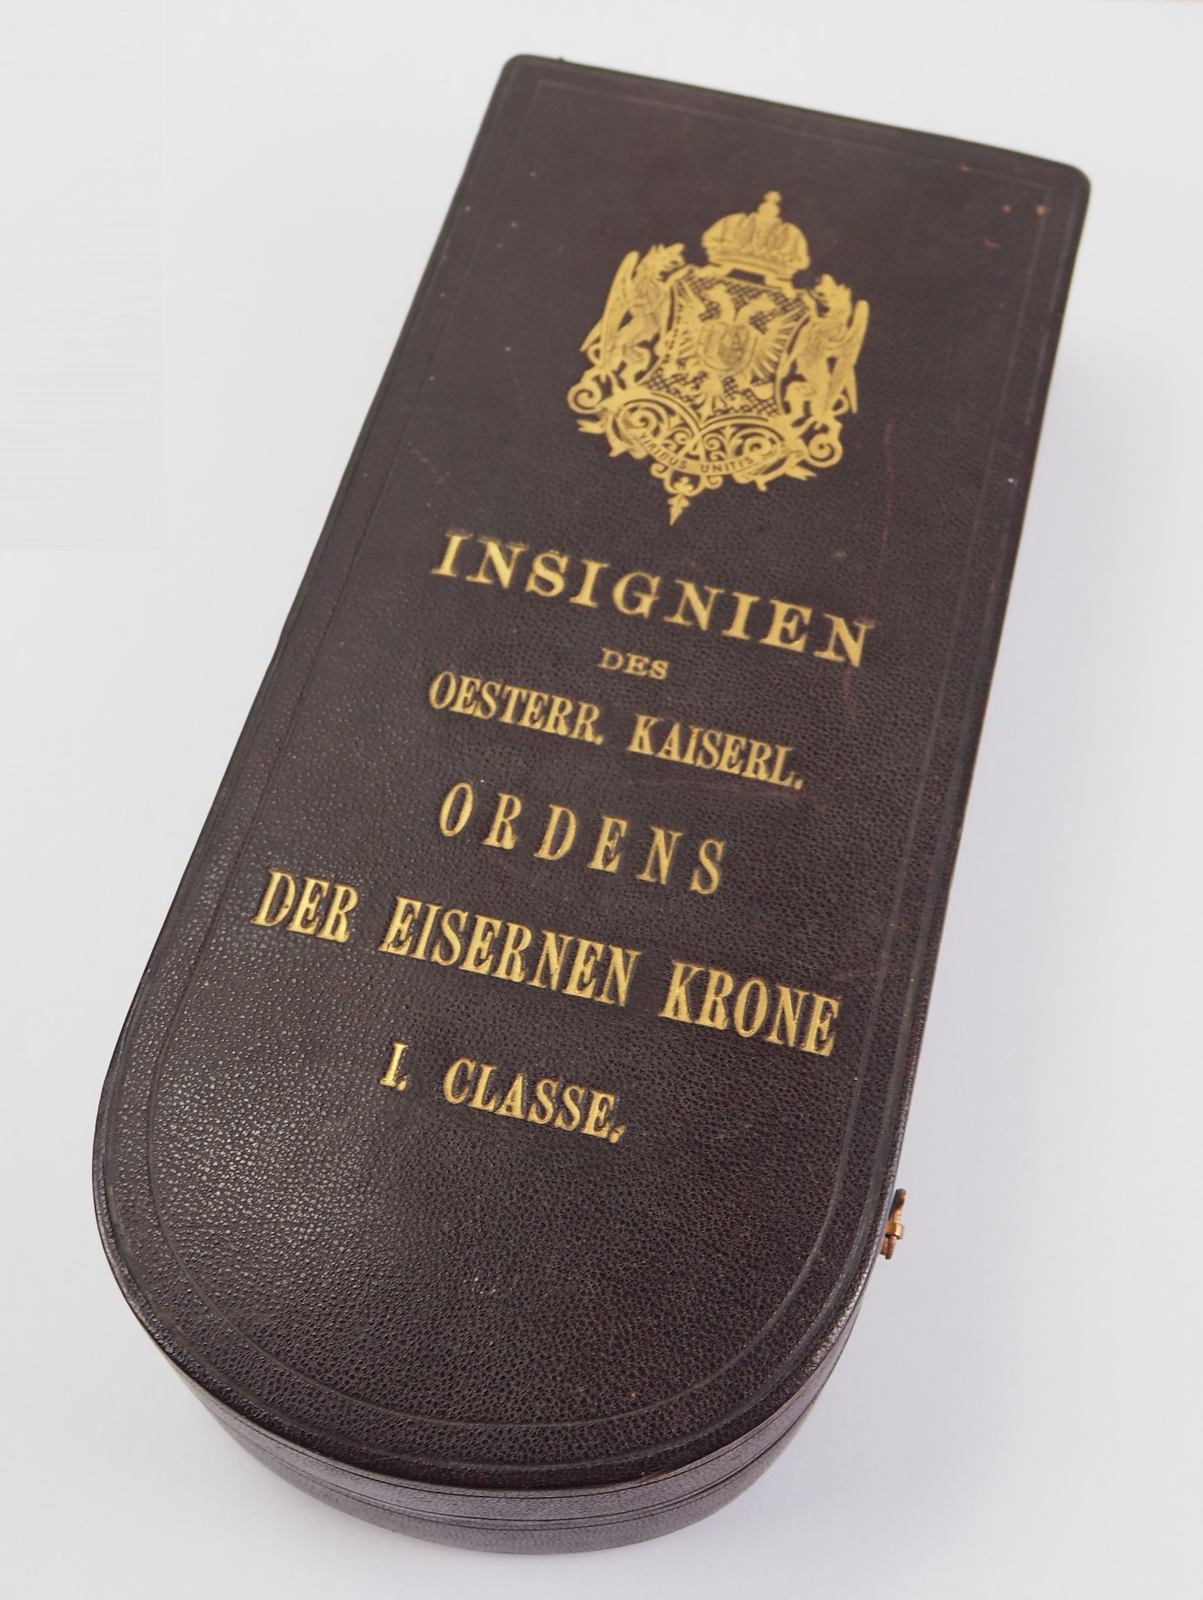 VIRIBUS UNITIS
INSIGNIEN
DES
OESTERR. KAISERL.
ORDENS
DER EISERNEN KRONE
I. CLASSE.